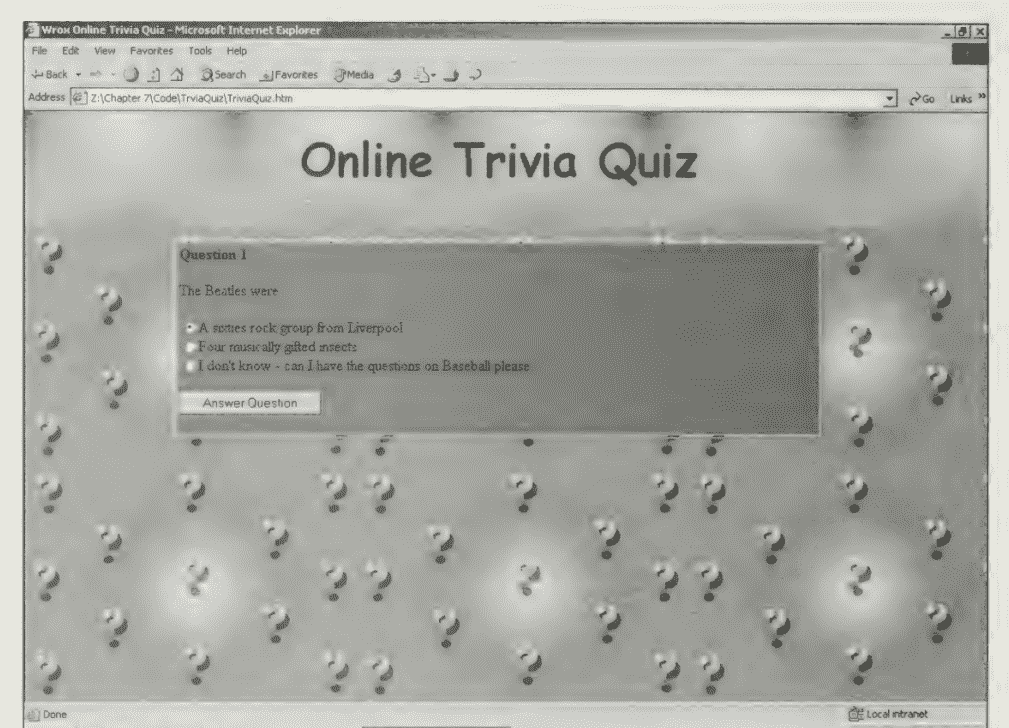 Wrox Online Trivia Quiz - Microsoft Internet Explorer
File Edit View Favorites Tools Help
Back Search Favorites Media
Address Z:\Chapter 7\Code\TrviaQuiz\TriviaQuiz.htm Go Links »
Online Trivia Quiz
Question 1
The Beatles were
A sixties rock group from Liverpool
Four musically gifted insects
I don't know - can I have the questions on Baseball please
Answer Question
Done Local intranet